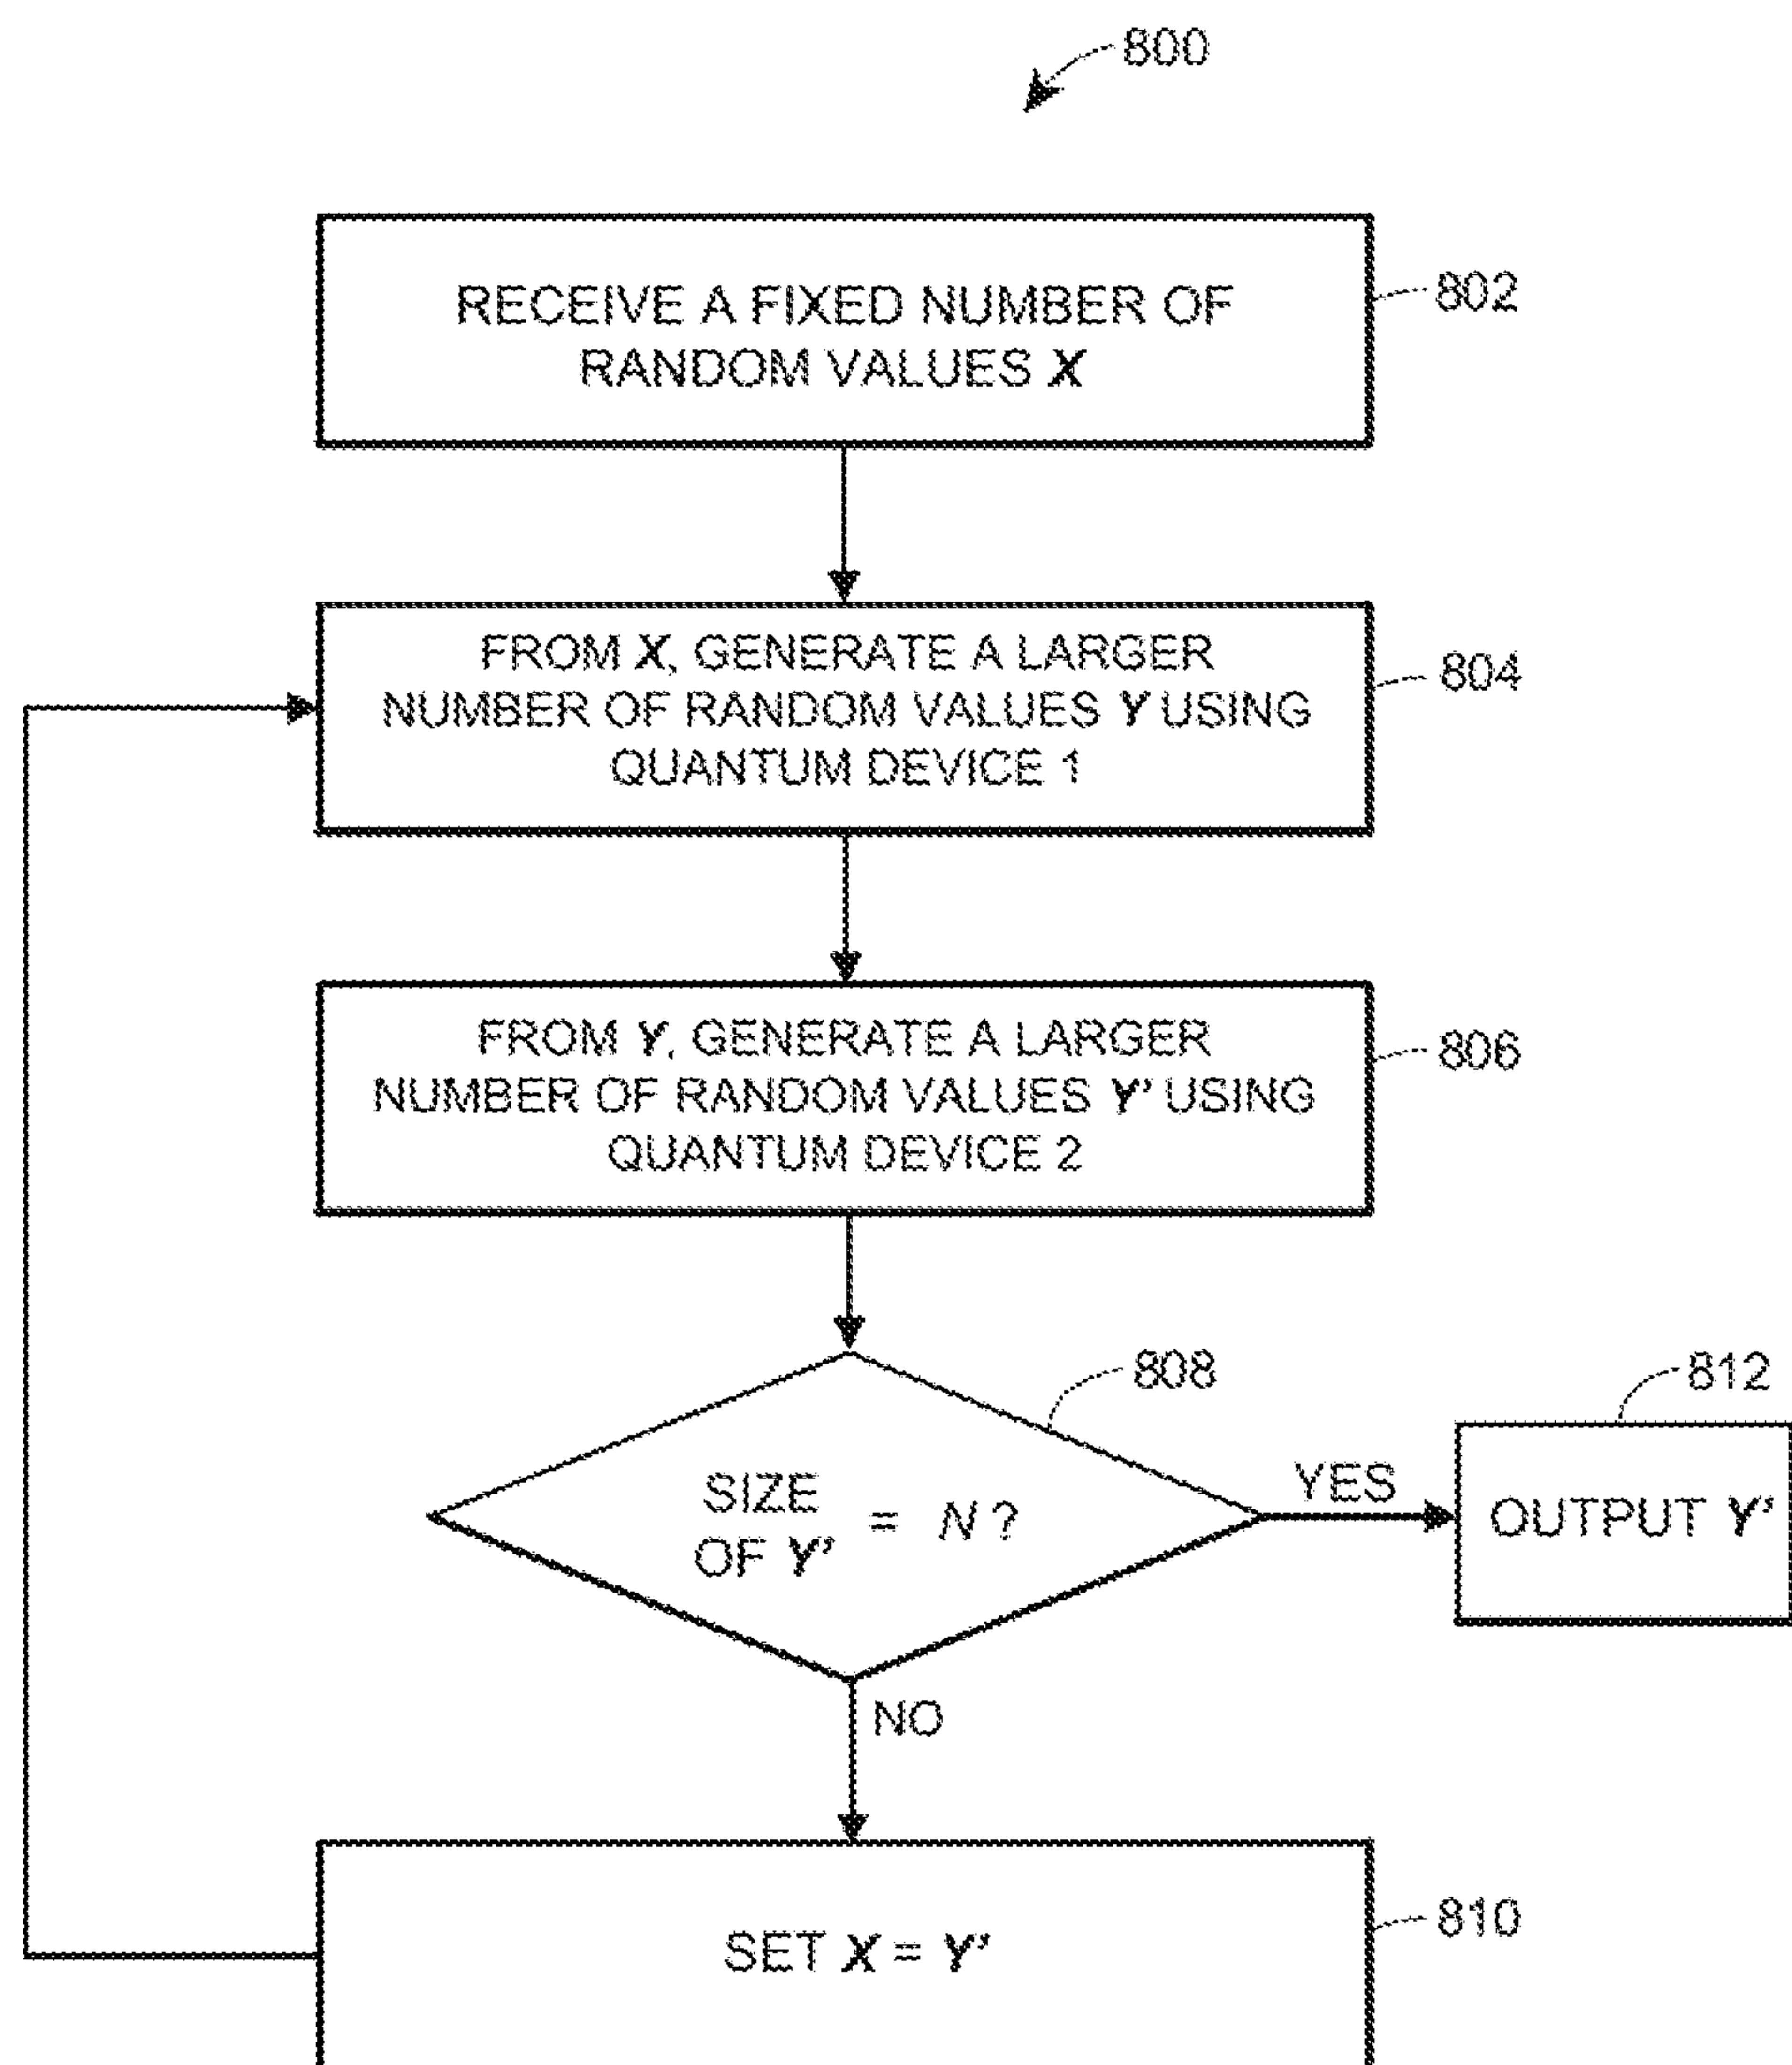 800
RECEIVE A FIXED NUMBER OF
RANDOM VALUES X
802
FROM X, GENERATE A LARGER
NUMBER OF RANDOM VALUES Y USING
QUANTUM DEVICE 1
804
FROM Y, GENERATE A LARGER
NUMBER OF RANDOM VALUES Y' USING
QUANTUM DEVICE 2
806
808
SIZE
OF Y' = N ?
YES
812
OUTPUT Y'
NO
SET X = Y'
810